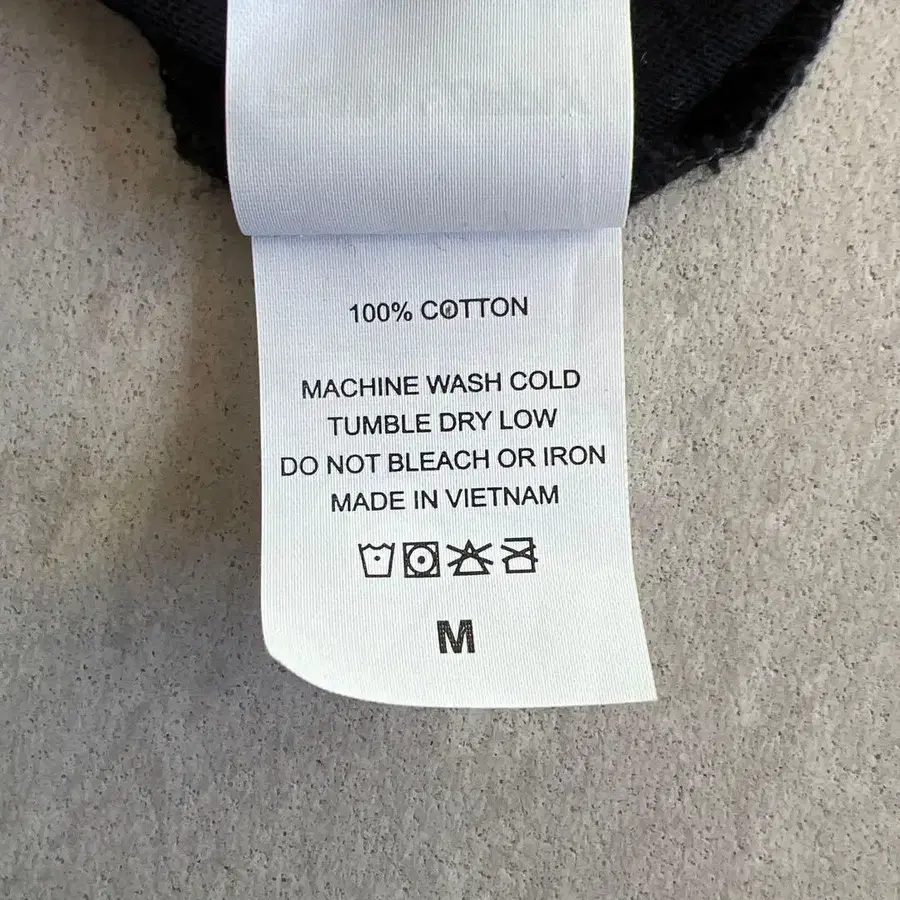 100% COTTON
MACHINE WASH COLD
TUMBLE DRY LOW
DO NOT BLEACH OR IRON
MADE IN VIETNAM
M